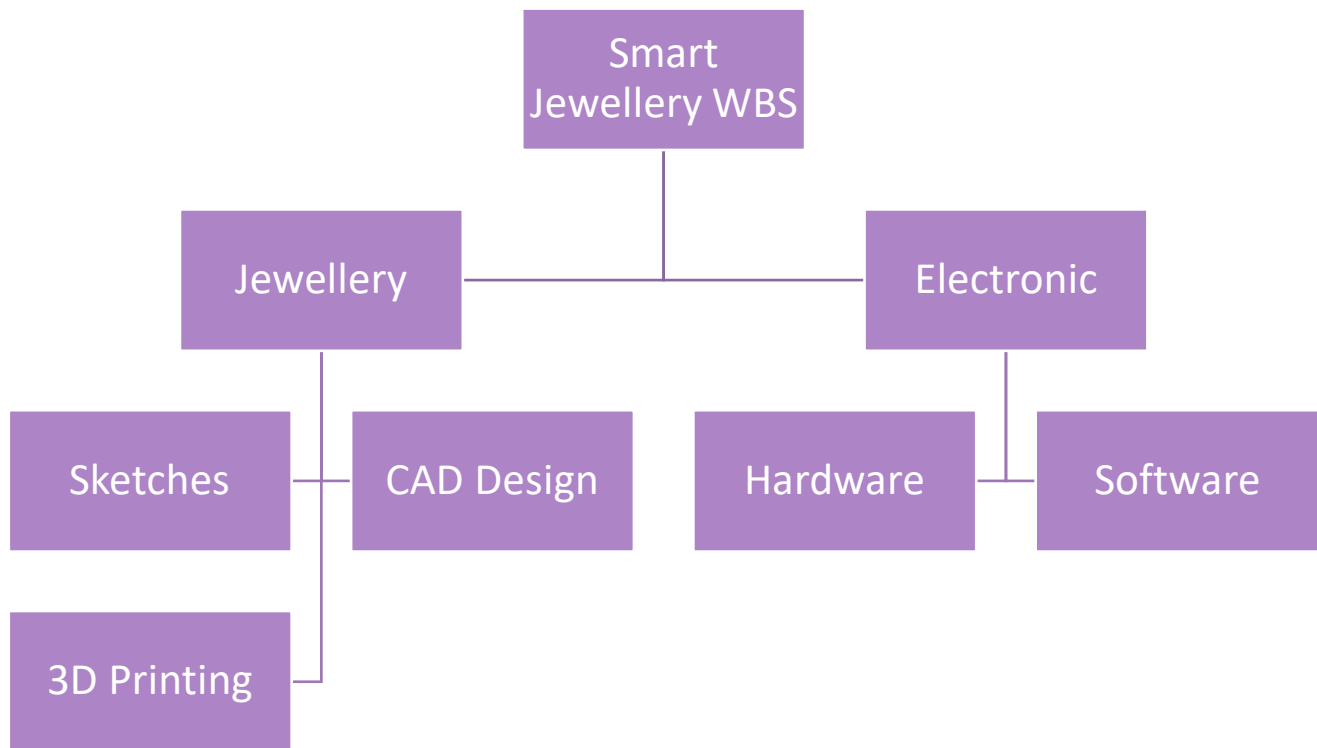 Smart
Jewellery WBS
Jewellery
Electronic
Sketches
CAD Design
Hardware
Software
3D Printing